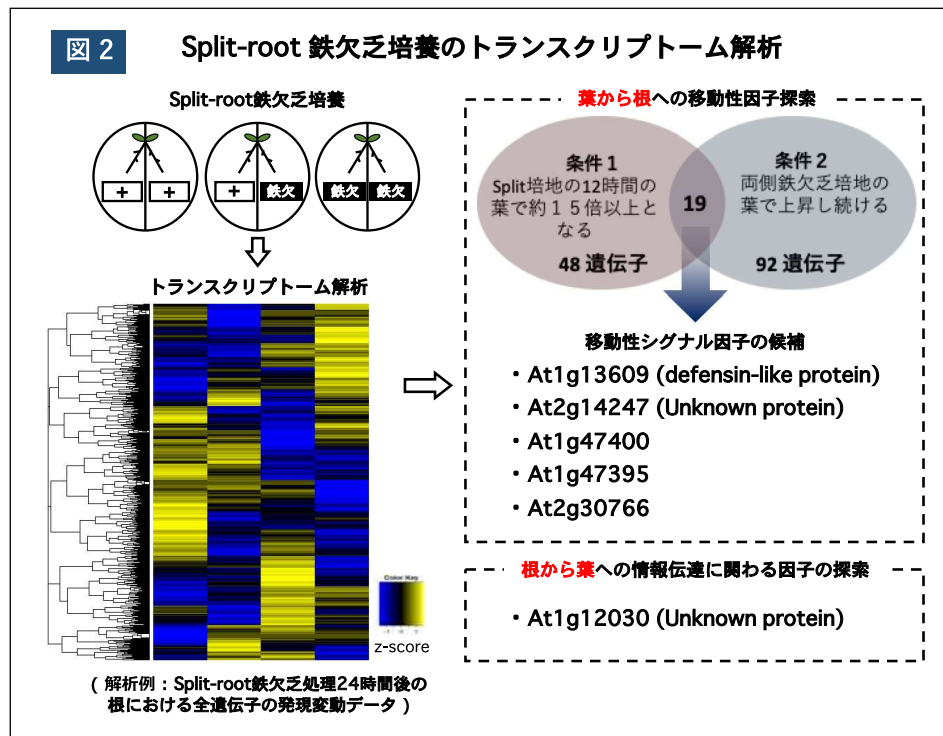 図 2
Split-root 鉄欠乏培養のトランスクリプトーム解析
Split-root鉄欠乏培養
+ + + 鉄欠 鉄欠 鉄欠
トランスクリプトーム解析
Color Key
z-score
( 解析例 : Split-root鉄欠乏処理24時間後の
根における全遺伝子の発現変動データ )
葉から根への移動性因子探索
条件 1
Split培地の12時間の
葉で約１５倍以上と
なる
48 遺伝子
19
条件 2
両側鉄欠乏培地の
葉で上昇し続ける
92 遺伝子
移動性シグナル因子の候補
・At1g13609 (defensin-like protein)
・At2g14247 (Unknown protein)
・At1g47400
・At1g47395
・At2g30766
根から葉への情報伝達に関わる因子の探索
・At1g12030 (Unknown protein)